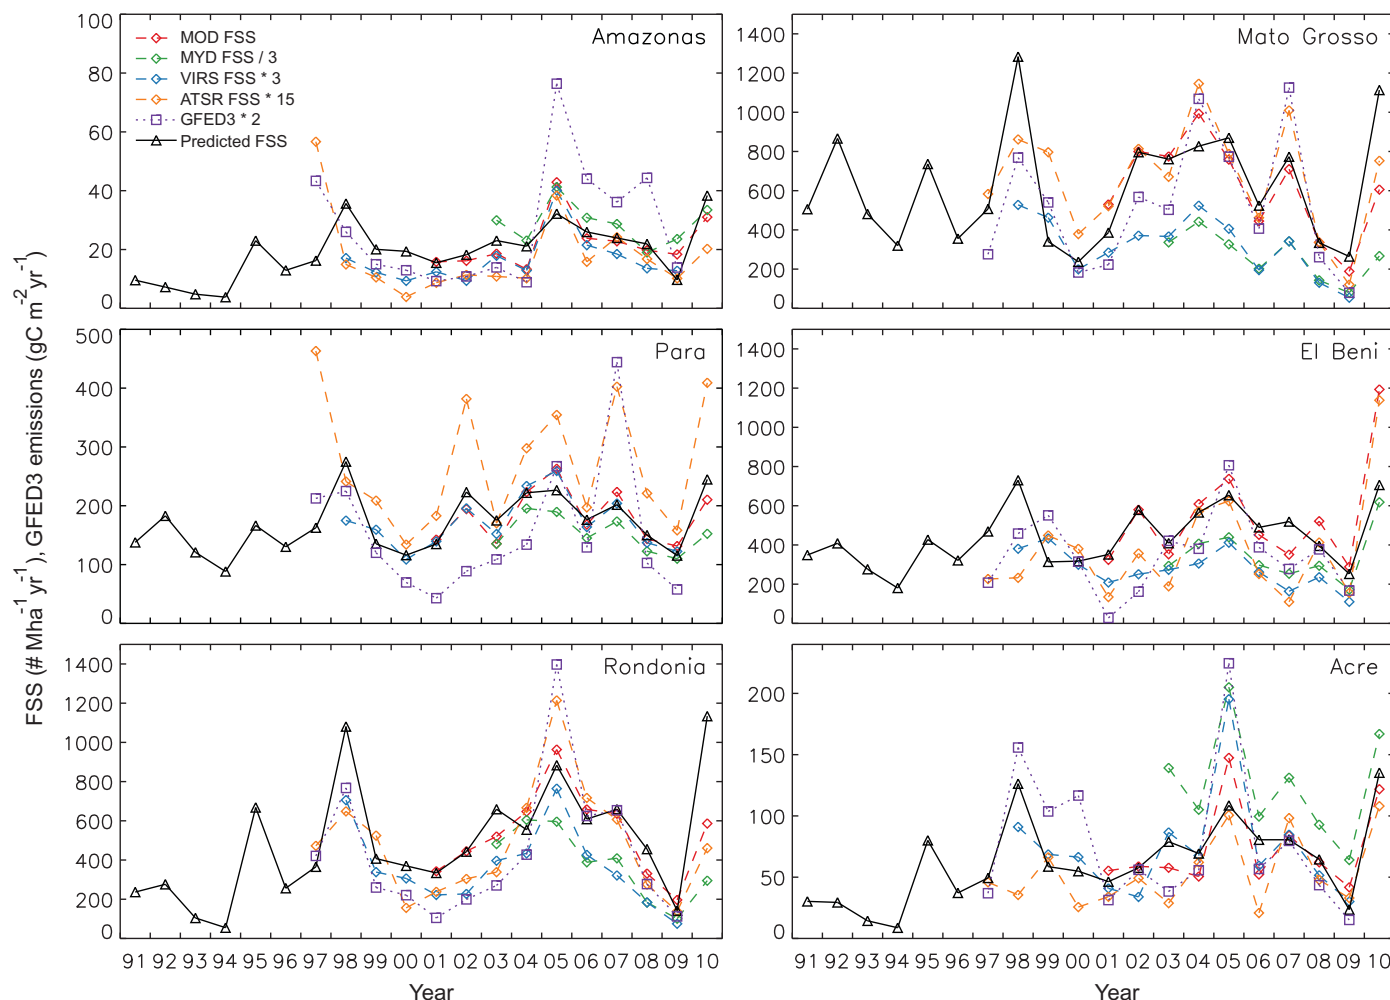 FSS (# Mha⁻¹ yr⁻¹), GFED3 emissions (gC m⁻² yr⁻¹)
Amazonas
MOD FSS
MYD FSS / 3
VIRS FSS * 3
ATSR FSS * 15
GFED3 * 2
Predicted FSS
100
80
60
40
20
0
Mato Grosso
1400
1200
1000
800
600
400
200
0
Para
500
400
300
200
100
0
El Beni
1400
1200
1000
800
600
400
200
0
Rondonia
1400
1200
1000
800
600
400
200
0
91 92 93 94 95 96 97 98 99 00 01 02 03 04 05 06 07 08 09 10
Year
Acre
200
150
100
50
0
91 92 93 94 95 96 97 98 99 00 01 02 03 04 05 06 07 08 09 10
Year